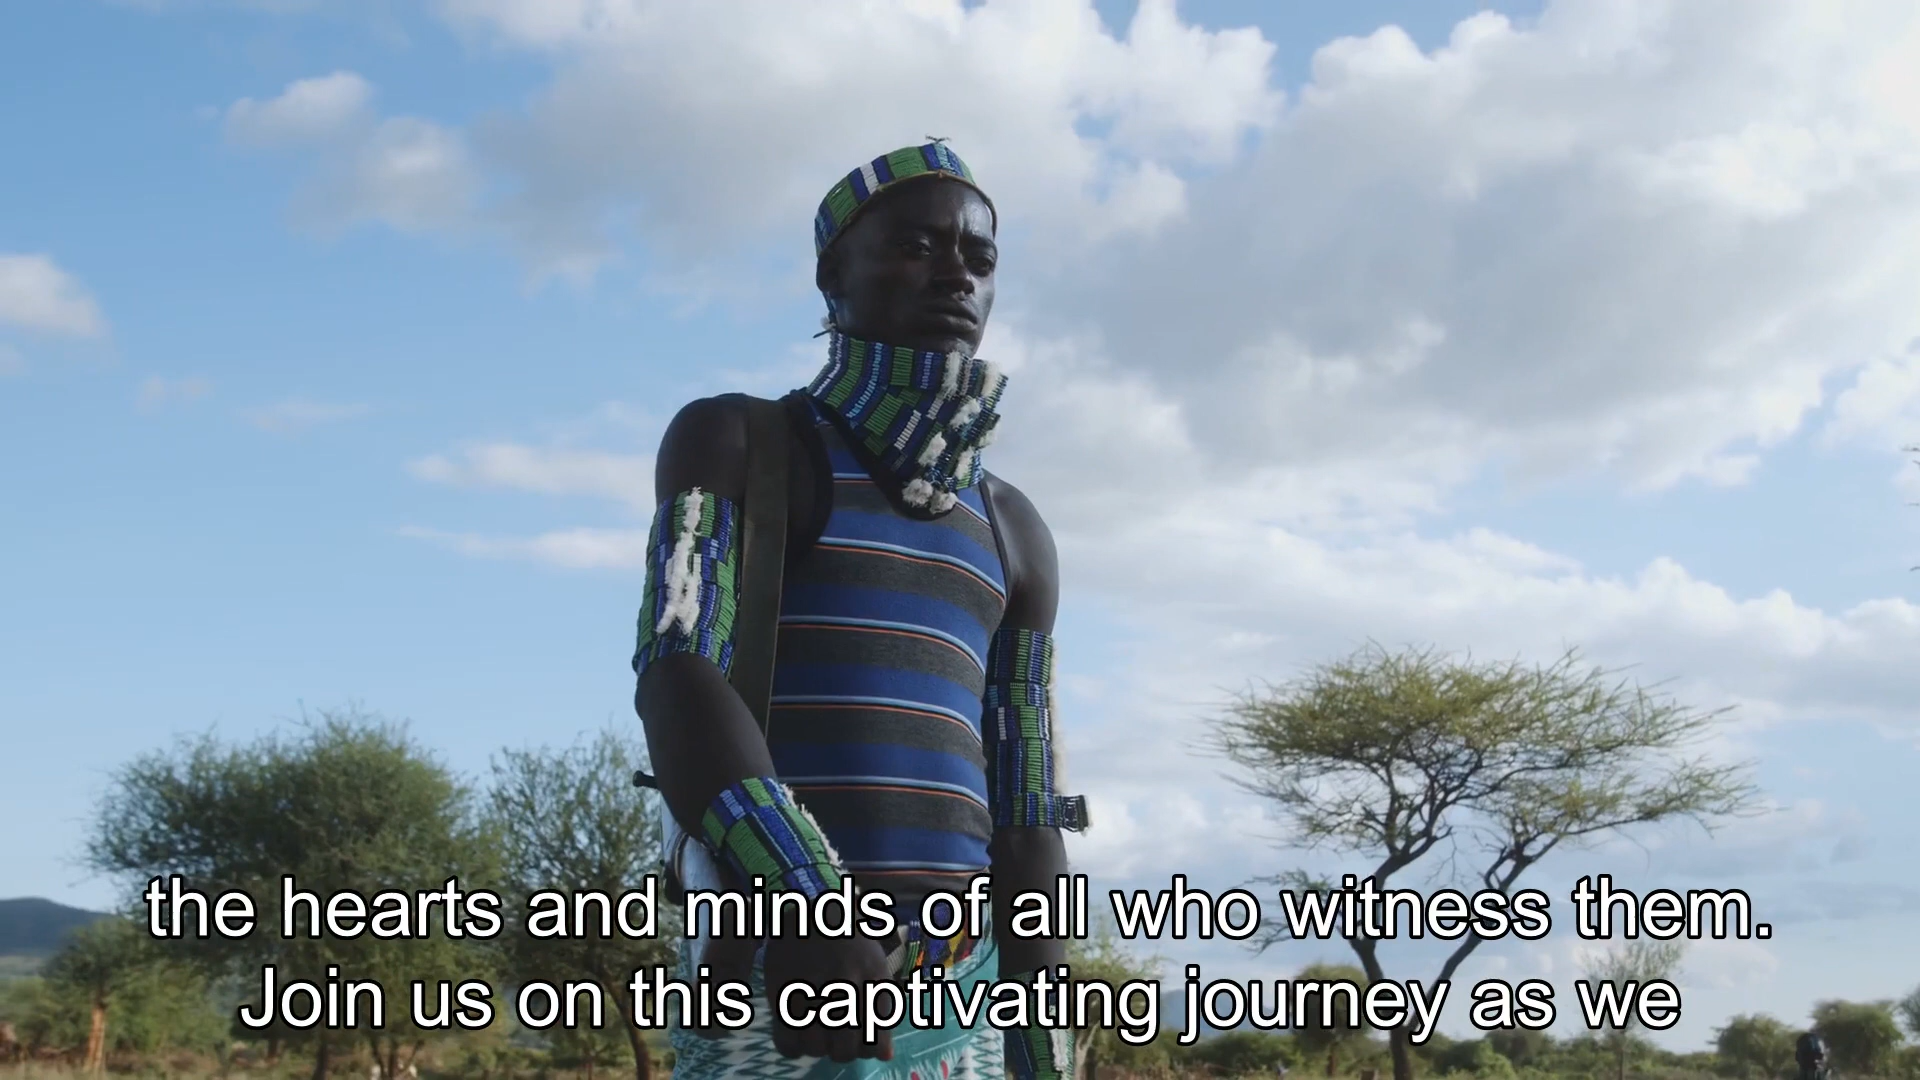 the hearts and minds of all who witness them.
Join us on this captivating journey as we